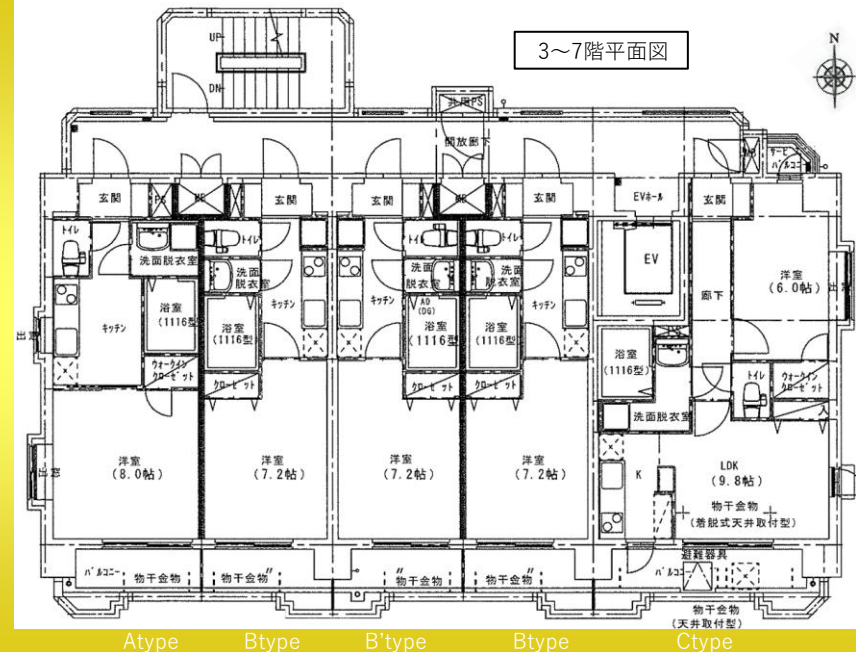 3～7階平面図
N
UP
DN
共用PS
開放廊下
サービス
バルコニー
玄関
PS
MB
玄関
玄関
MB
玄関
EVホール
玄関
トイレ
洗面脱衣室
トイレ
トイレ
トイレ
EV
洋室
(6.0帖)
出窓
廊下
洗面
脱衣室
洗面
脱衣室
洗面
脱衣室
キッチン
キッチン
キッチン
キッチン
AD
(DG)
浴室
(1116型)
浴室
(1116型)
浴室
(1116型)
浴室
(1116型)
浴室
(1116型)
出窓
ウォークイン
クローゼット
クローゼット
クローゼット
クローゼット
洗面脱衣室
トイレ
ウォークイン
クローゼット
入
洋室
(8.0帖)
洋室
(7.2帖)
洋室
(7.2帖)
洋室
(7.2帖)
出窓
K
LDK
(9.8帖)
物干金物
(着脱式天井取付型)
避難器具
バルコニー
物干金物
物干金物
〃
〃
物干金物
物干金物
〃
バルコニー
物干金物
(天井取付型)
Atype
Btype
B'type
Btype
Ctype